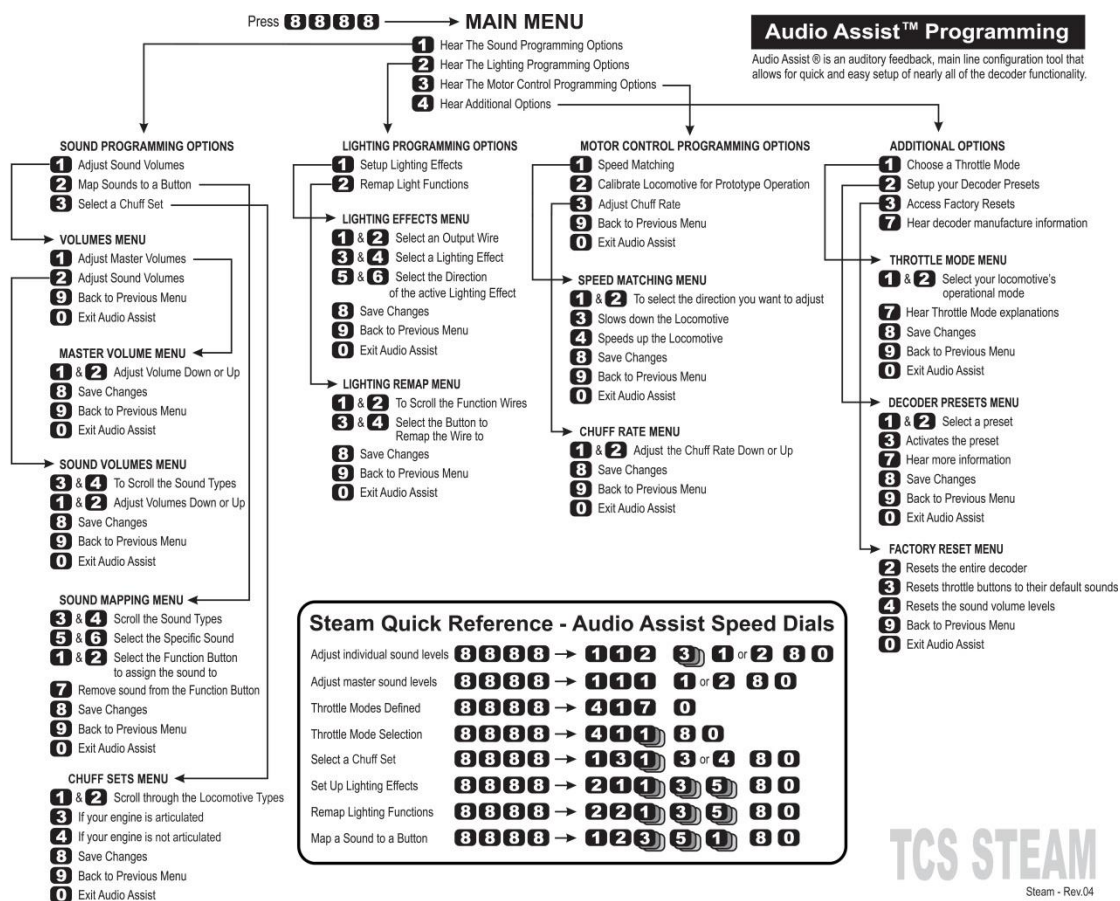 Press 8 8 8 8 MAIN MENU
1 Hear The Sound Programming Options
2 Hear The Lighting Programming Options
3 Hear The Motor Control Programming Options
4 Hear Additional Options
Audio Assist™ Programming
Audio Assist ® is an auditory feedback, main line configuration tool that
allows for quick and easy setup of nearly all of the decoder functionality.
SOUND PROGRAMMING OPTIONS
1 Adjust Sound Volumes
2 Map Sounds to a Button
3 Select a Chuff Set
VOLUMES MENU
1 Adjust Master Volumes
2 Adjust Sound Volumes
9 Back to Previous Menu
0 Exit Audio Assist
MASTER VOLUME MENU
1 & 2 Adjust Volume Down or Up
8 Save Changes
9 Back to Previous Menu
0 Exit Audio Assist
SOUND VOLUMES MENU
3 & 4 To Scroll the Sound Types
1 & 2 Adjust Volumes Down or Up
8 Save Changes
9 Back to Previous Menu
0 Exit Audio Assist
SOUND MAPPING MENU
3 & 4 Scroll the Sound Types
5 & 6 Select the Specific Sound
1 & 2 Select the Function Button
to assign the sound to
7 Remove sound from the Function Button
8 Save Changes
9 Back to Previous Menu
0 Exit Audio Assist
CHUFF SETS MENU
1 & 2 Scroll through the Locomotive Types
3 If your engine is articulated
4 If your engine is not articulated
8 Save Changes
9 Back to Previous Menu
0 Exit Audio Assist
LIGHTING PROGRAMMING OPTIONS
1 Setup Lighting Effects
2 Remap Light Functions
LIGHTING EFFECTS MENU
1 & 2 Select an Output Wire
3 & 4 Select a Lighting Effect
5 & 6 Select the Direction
of the active Lighting Effect
8 Save Changes
9 Back to Previous Menu
0 Exit Audio Assist
LIGHTING REMAP MENU
1 & 2 To Scroll the Function Wires
3 & 4 Select the Button to
Remap the Wire to
8 Save Changes
9 Back to Previous Menu
0 Exit Audio Assist
MOTOR CONTROL PROGRAMMING OPTIONS
1 Speed Matching
2 Calibrate Locomotive for Prototype Operation
3 Adjust Chuff Rate
9 Back to Previous Menu
0 Exit Audio Assist
SPEED MATCHING MENU
1 & 2 To select the direction you want to adjust
3 Slows down the Locomotive
4 Speeds up the Locomotive
8 Save Changes
9 Back to Previous Menu
0 Exit Audio Assist
CHUFF RATE MENU
1 & 2 Adjust the Chuff Rate Down or Up
8 Save Changes
9 Back to Previous Menu
0 Exit Audio Assist
ADDITIONAL OPTIONS
1 Choose a Throttle Mode
2 Setup your Decoder Presets
3 Access Factory Resets
7 Hear decoder manufacture information
THROTTLE MODE MENU
1 & 2 Select your locomotive's
operational mode
7 Hear Throttle Mode explanations
8 Save Changes
9 Back to Previous Menu
0 Exit Audio Assist
DECODER PRESETS MENU
1 & 2 Select a preset
3 Activates the preset
7 Hear more information
8 Save Changes
9 Back to Previous Menu
0 Exit Audio Assist
FACTORY RESET MENU
2 Resets the entire decoder
3 Resets throttle buttons to their default sounds
4 Resets the sound volume levels
9 Back to Previous Menu
0 Exit Audio Assist
Steam Quick Reference - Audio Assist Speed Dials
Adjust individual sound levels 8 8 8 8 → 1 1 2 3 1 or 2 8 0
Adjust master sound levels 8 8 8 8 → 1 1 1 1 or 2 8 0
Throttle Modes Defined 8 8 8 8 → 4 1 7 0
Throttle Mode Selection 8 8 8 8 → 4 1 1 8 0
Select a Chuff Set 8 8 8 8 → 1 3 1 3 or 4 8 0
Set Up Lighting Effects 8 8 8 8 → 2 1 1 3 5 8 0
Remap Lighting Functions 8 8 8 8 → 2 2 1 3 5 8 0
Map a Sound to a Button 8 8 8 8 → 1 2 3 5 1 8 0
TCS STEAM
Steam - Rev.04